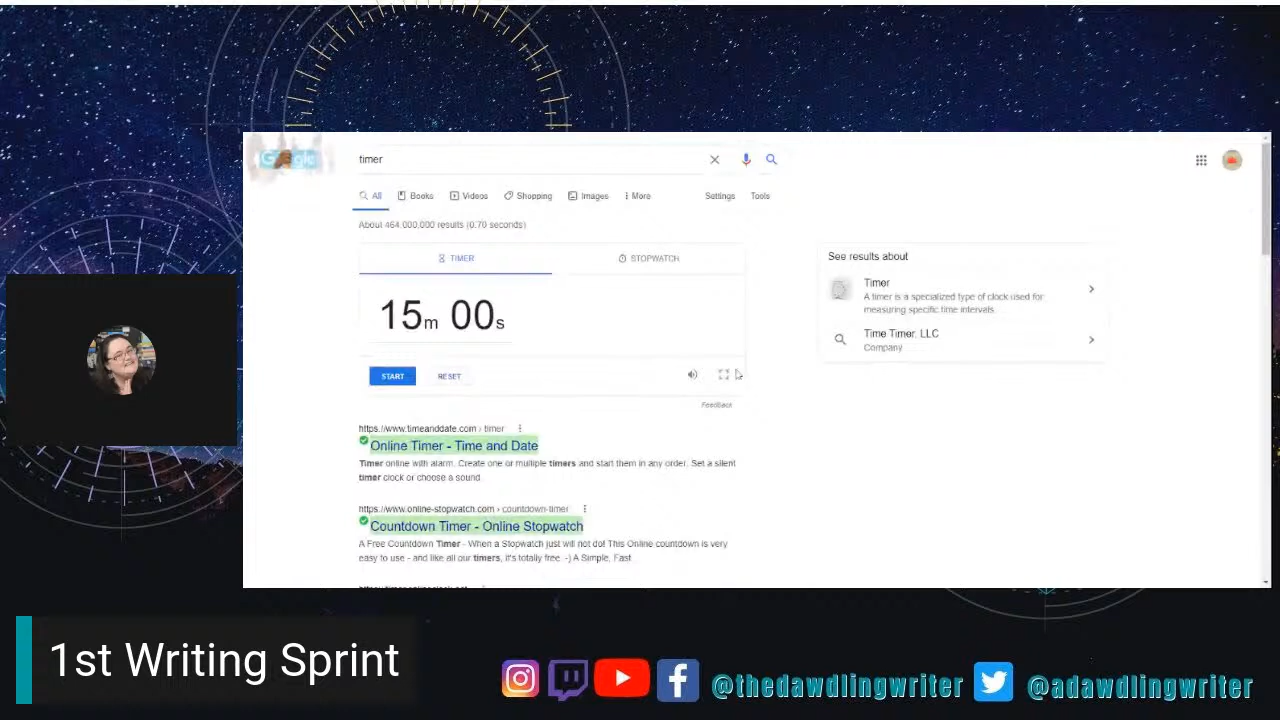 Google
timer
All Books Videos Shopping Images More Settings Tools
About 464,000,000 results (0.70 seconds)
TIMER STOPWATCH
15m 00s
START RESET
Feedback
https://www.timeanddate.com › timer
Online Timer - Time and Date
Timer online with alarm. Create one or multiple timers and start them in any order. Set a silent
timer clock or choose a sound.
https://www.online-stopwatch.com › countdown-timer
Countdown Timer - Online Stopwatch
A Free Countdown Timer - When a Stopwatch just will not do! This Online countdown is very
easy to use - and like all our timers, it's totally free :-) A Simple, Fast
See results about
Timer
A timer is a specialized type of clock used for
measuring specific time intervals.
Time Timer, LLC
Company
1st Writing Sprint
@thedawdlingwriter @adawdlingwriter